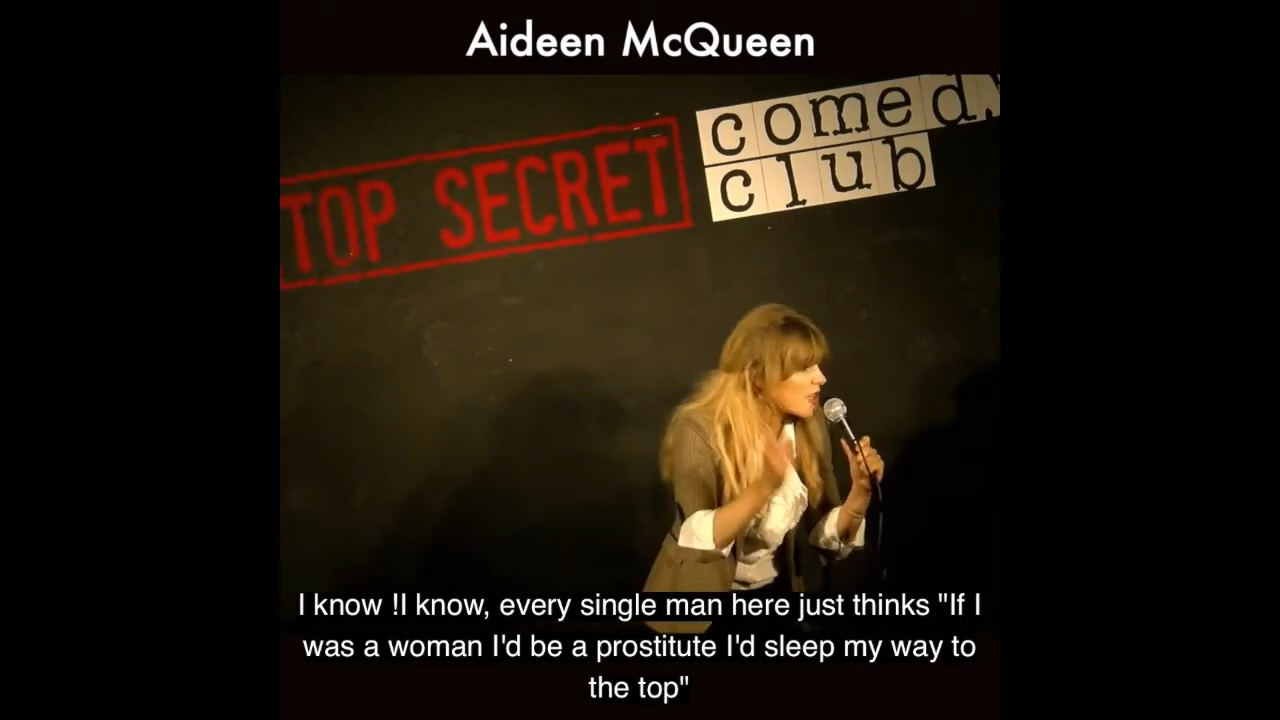 Aideen McQueen
TOP SECRET
comedy
club
I know !I know, every single man here just thinks "If I
was a woman I'd be a prostitute I'd sleep my way to
the top"